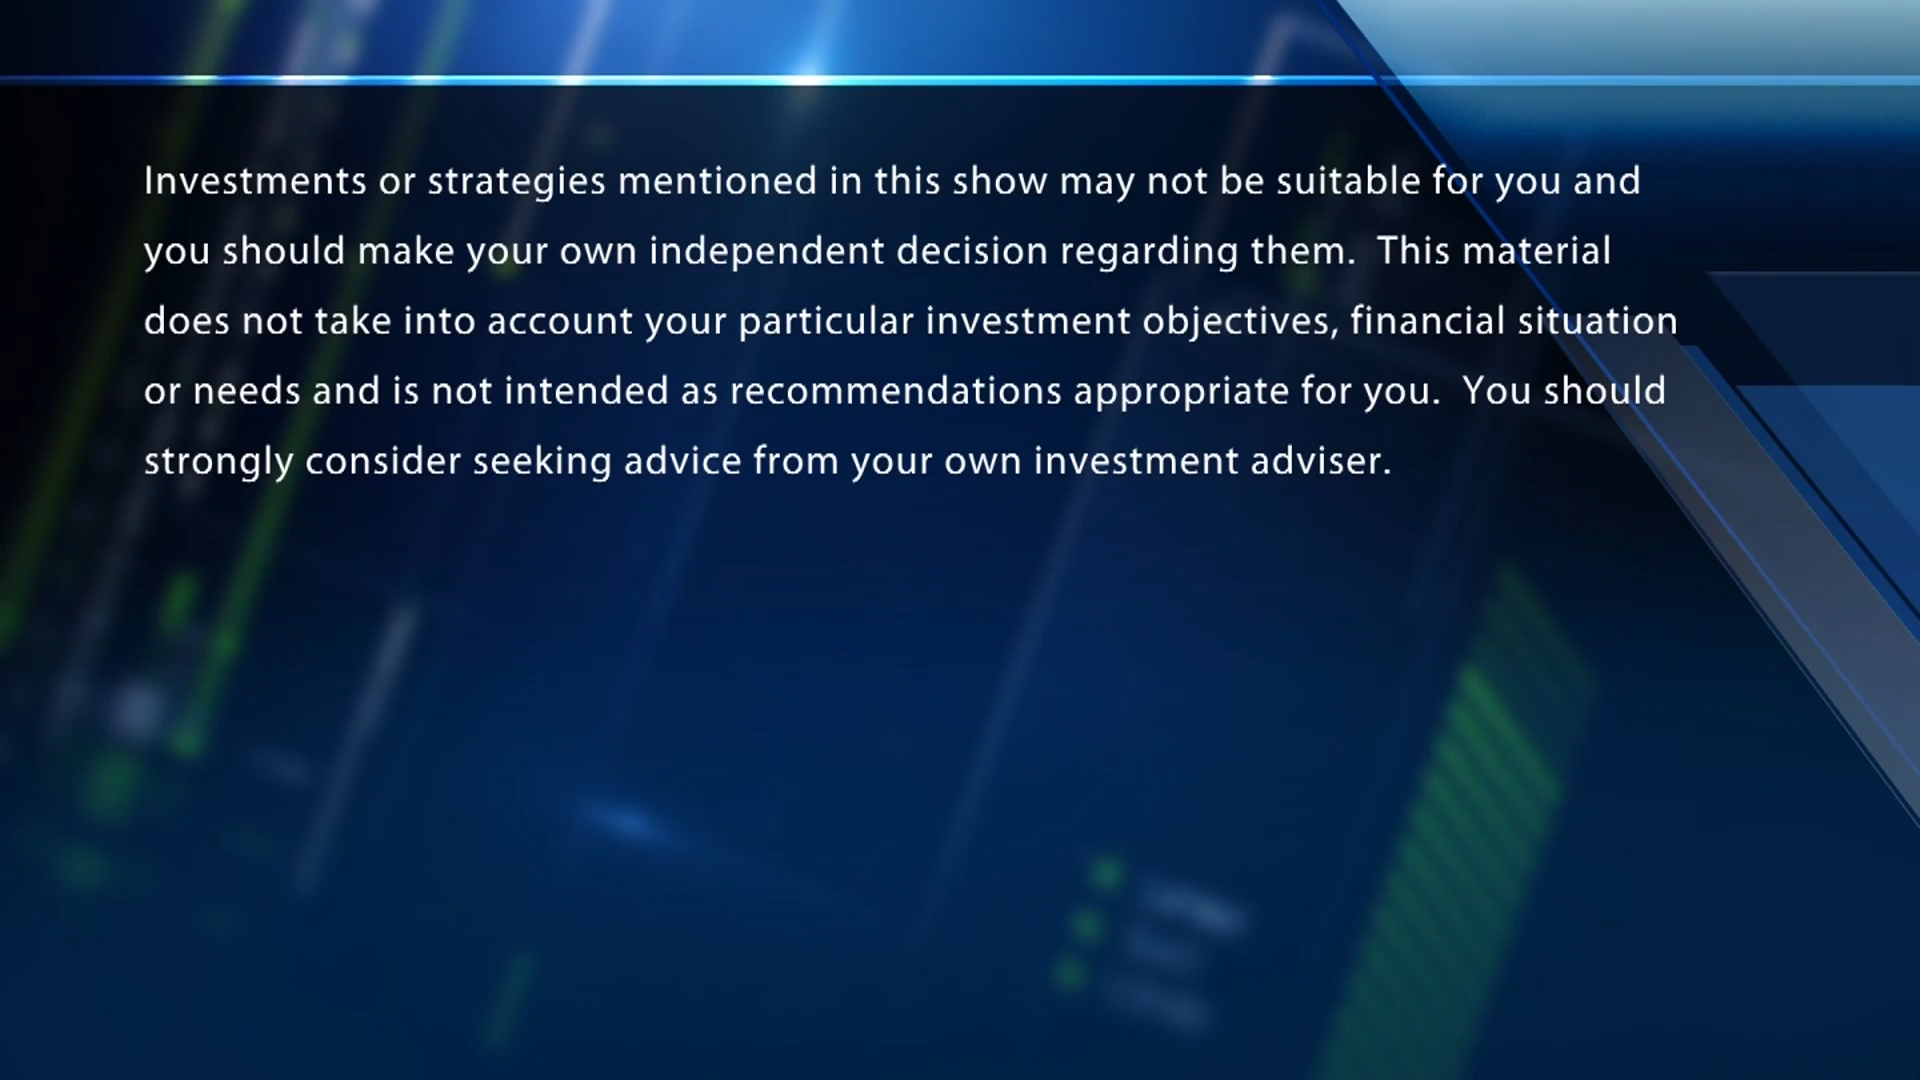 Investments or strategies mentioned in this show may not be suitable for you and
you should make your own independent decision regarding them.  This material
does not take into account your particular investment objectives, financial situation
or needs and is not intended as recommendations appropriate for you.  You should
strongly consider seeking advice from your own investment adviser.